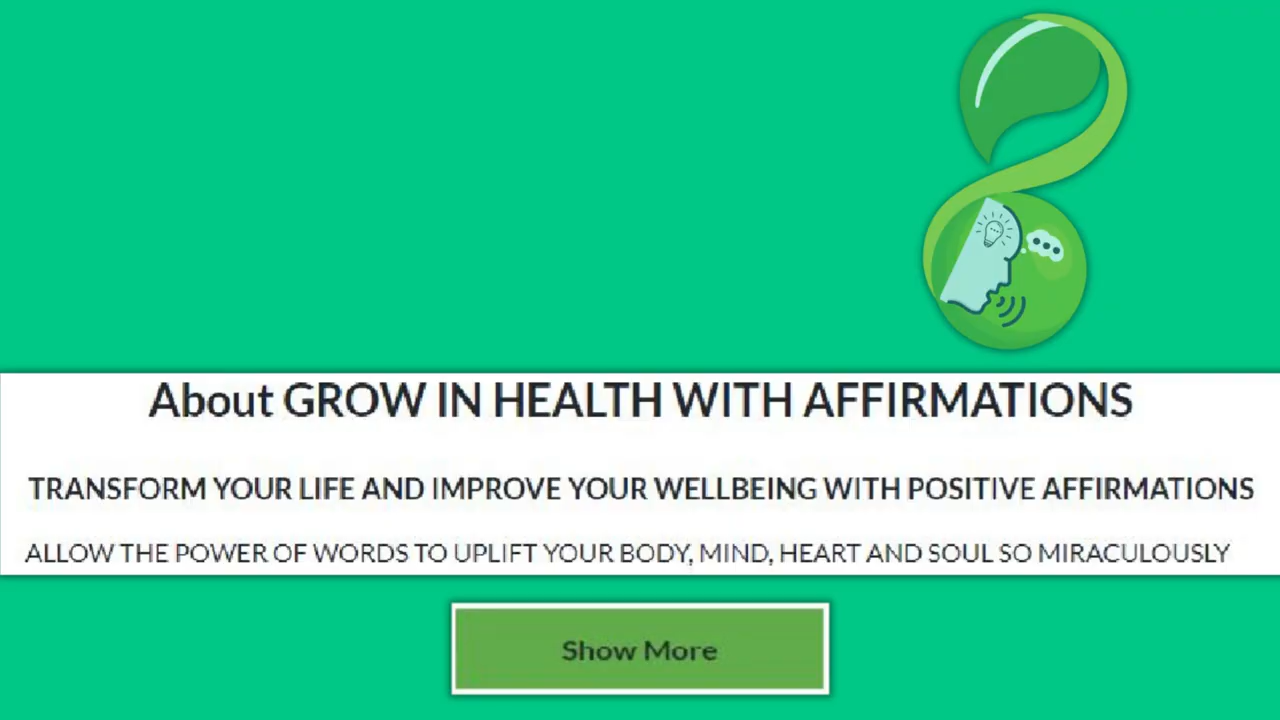 About GROW IN HEALTH WITH AFFIRMATIONS
TRANSFORM YOUR LIFE AND IMPROVE YOUR WELLBEING WITH POSITIVE AFFIRMATIONS
ALLOW THE POWER OF WORDS TO UPLIFT YOUR BODY, MIND, HEART AND SOUL SO MIRACULOUSLY
Show More